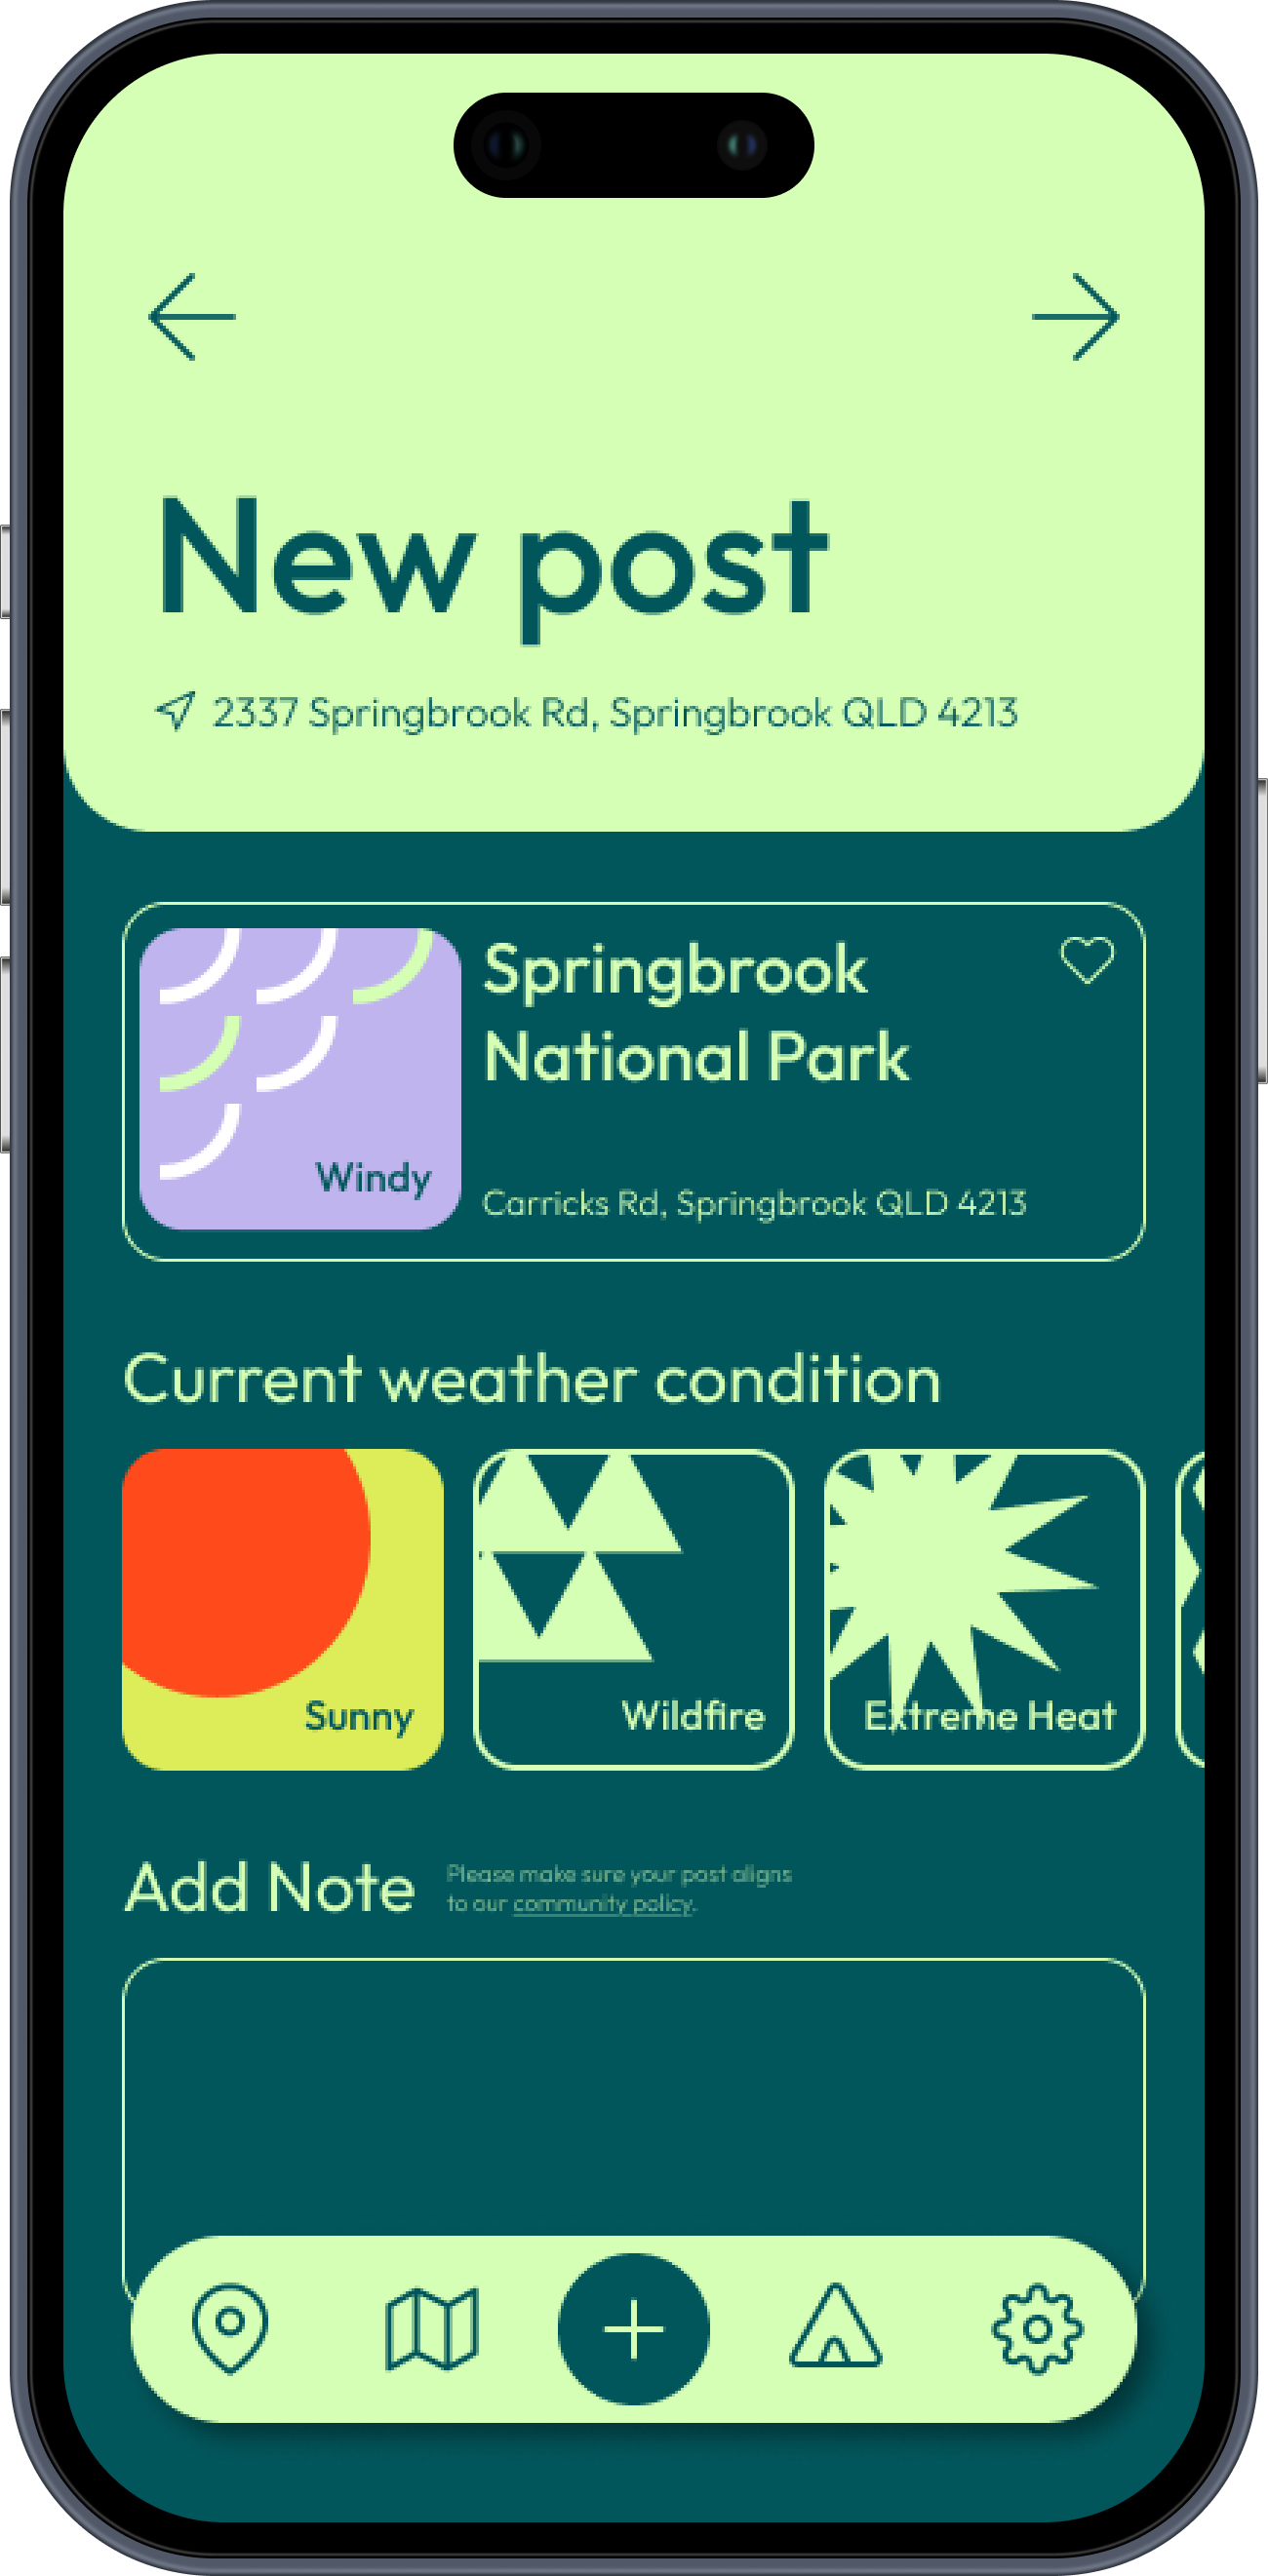 New post
2337 Springbrook Rd, Springbrook QLD 4213
Springbrook
National Park
Windy
Carricks Rd, Springbrook QLD 4213
Current weather condition
Sunny
Wildfire
Extreme Heat
Add Note
Please make sure your post aligns
to our community policy.